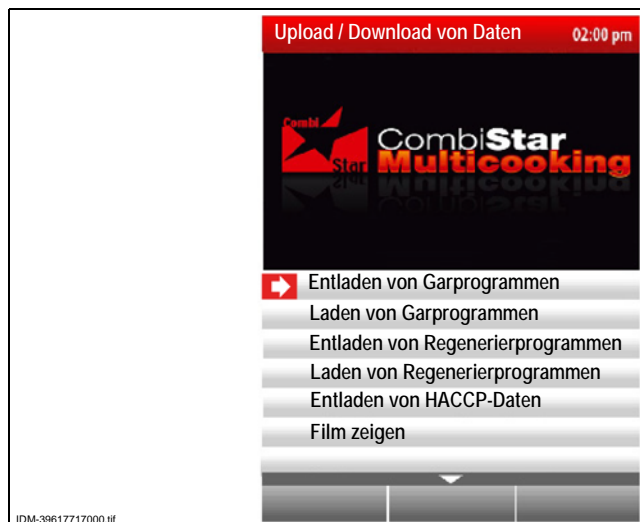 Upload / Download von Daten 02:00 pm
Combi
Star
CombiStar
Multicooking
Entladen von Garprogrammen
Laden von Garprogrammen
Entladen von Regenerierprogrammen
Laden von Regenerierprogrammen
Entladen von HACCP-Daten
Film zeigen
IDM-39617717000.tif